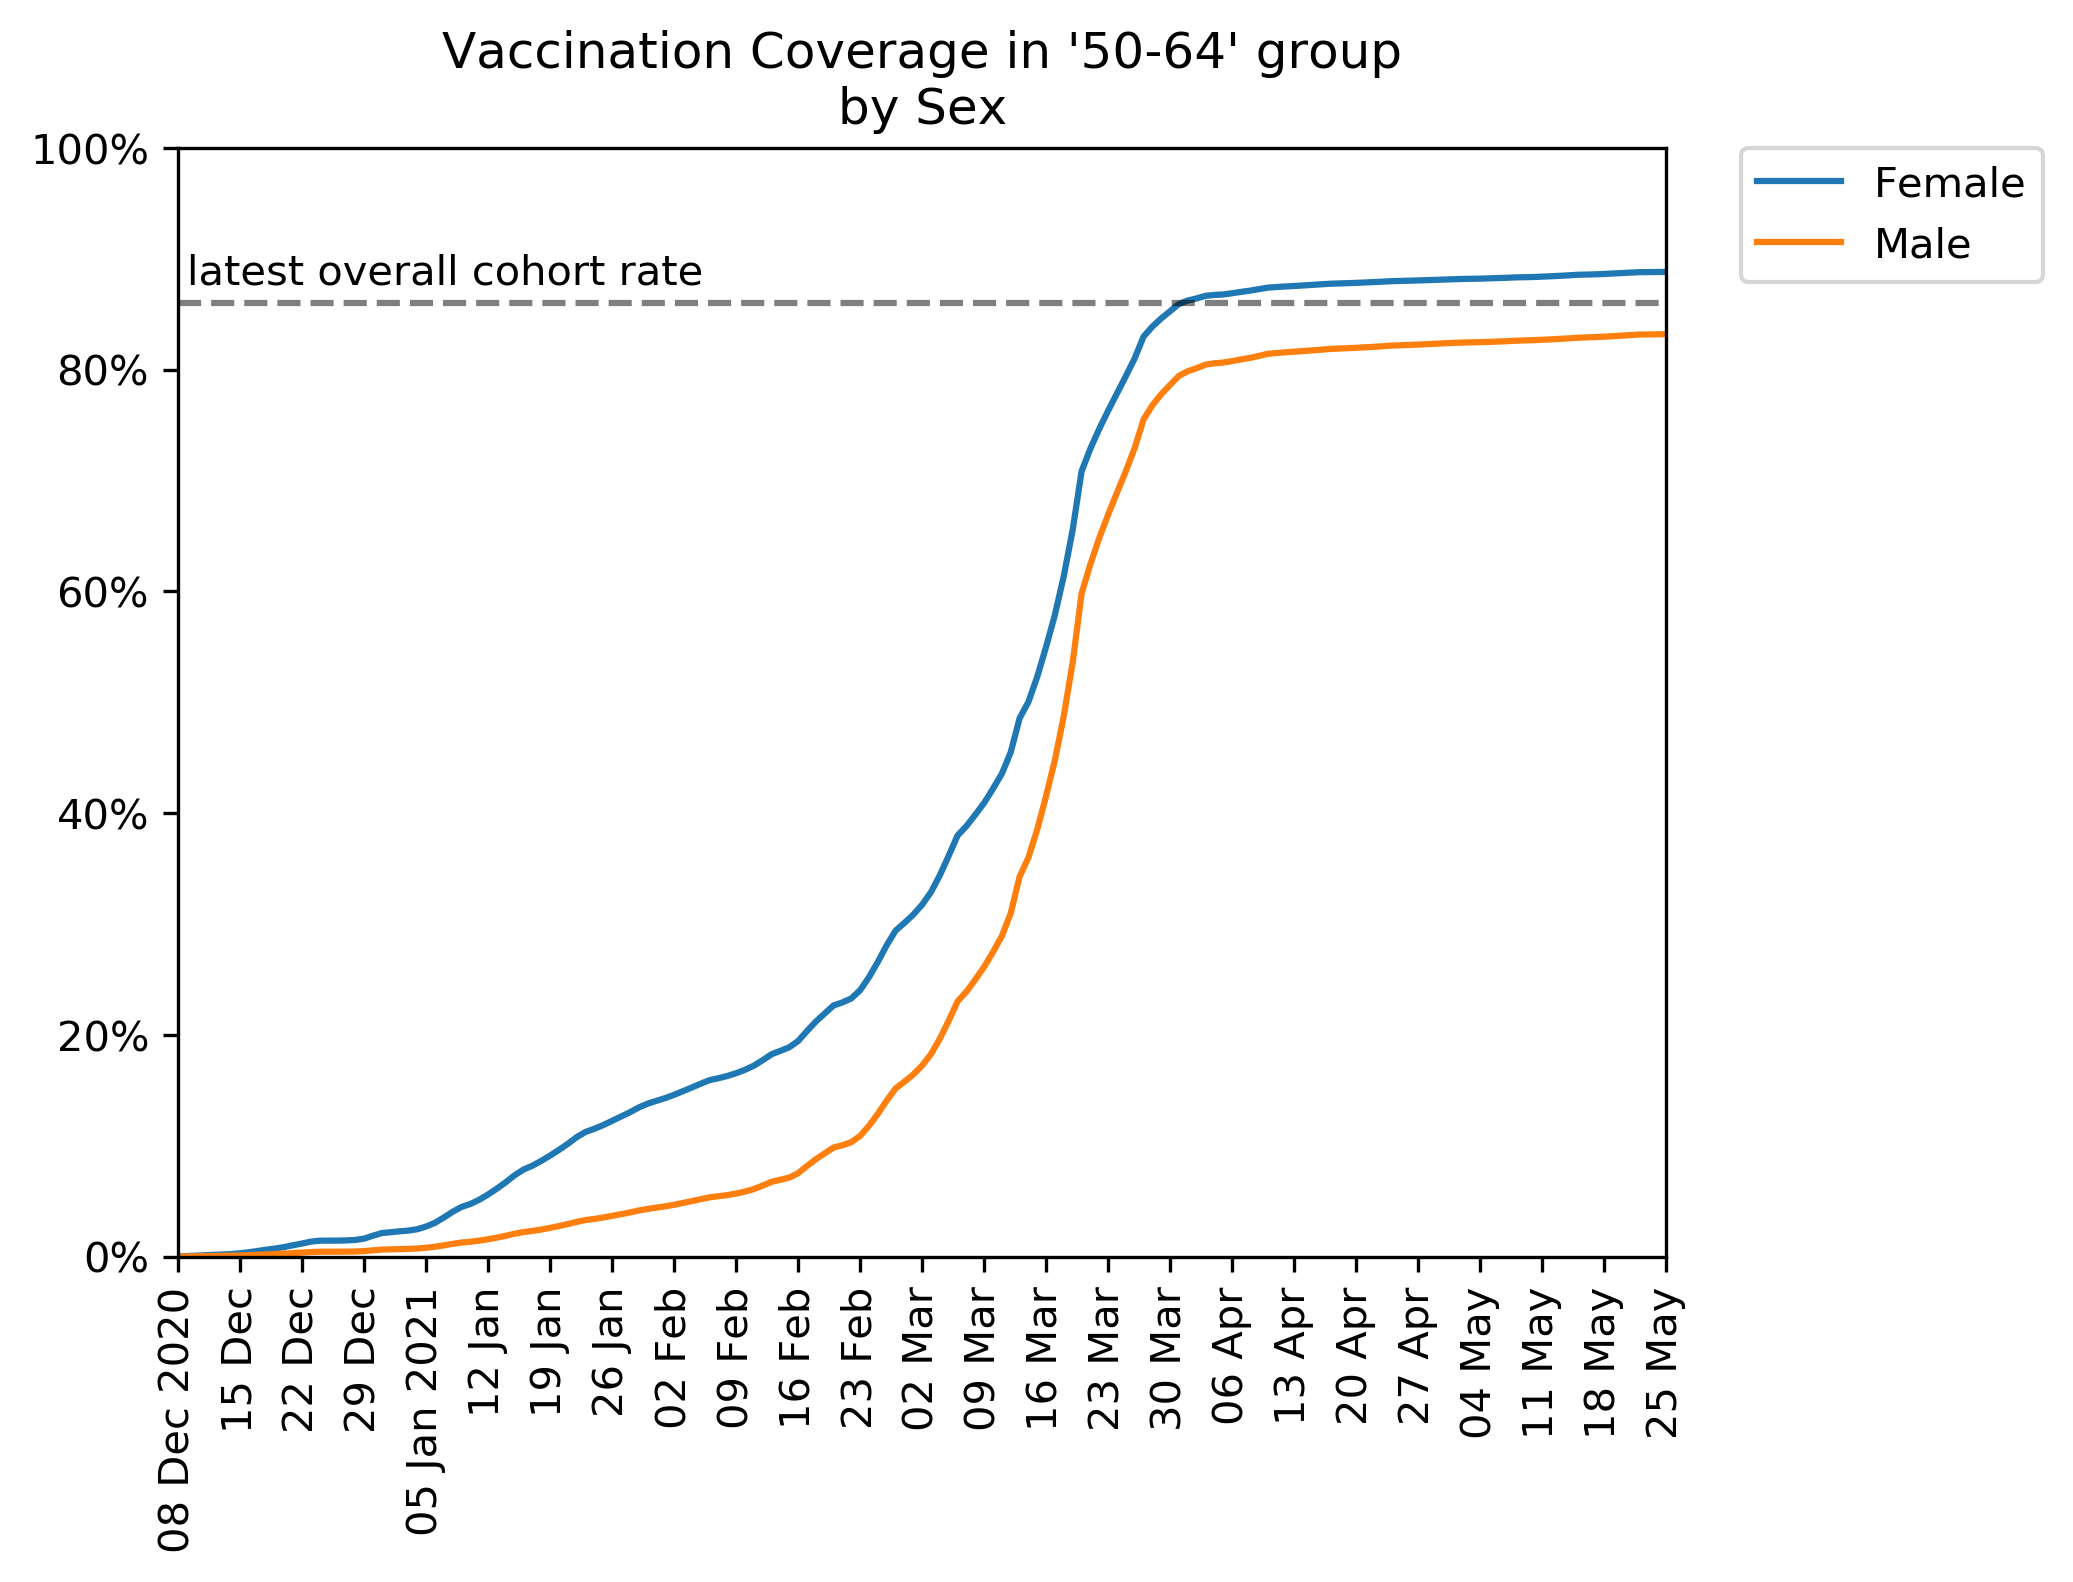 Vaccination Coverage in '50-64' group
by Sex
100%
80%
60%
40%
20%
0%
latest overall cohort rate
Female
Male
08 Dec 2020
15 Dec
22 Dec
29 Dec
05 Jan 2021
12 Jan
19 Jan
26 Jan
02 Feb
09 Feb
16 Feb
23 Feb
02 Mar
09 Mar
16 Mar
23 Mar
30 Mar
06 Apr
13 Apr
20 Apr
27 Apr
04 May
11 May
18 May
25 May